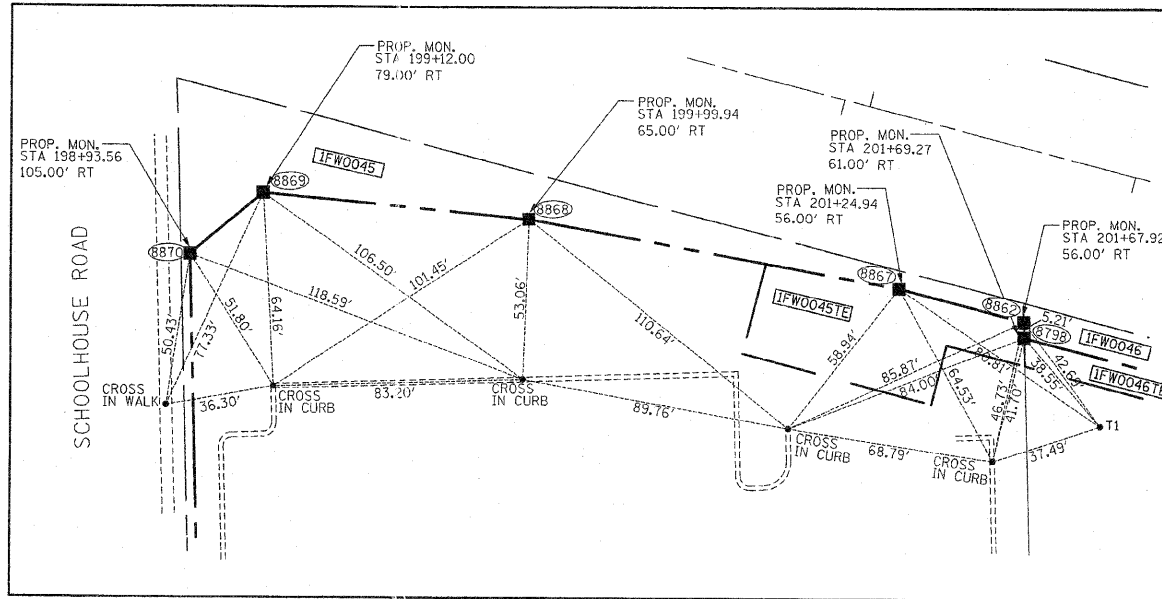 PROP. MON.
STA 199+12.00
79.00' RT
PROP. MON.
STA 199+99.94
65.00' RT
PROP. MON.
STA 201+69.27
61.00' RT
PROP. MON.
STA 198+93.56
105.00' RT
1FW0045
8869
8868
PROP. MON.
STA 201+24.94
56.00' RT
PROP. MON.
STA 201+67.92
56.00' RT
8870
8867
1FW0045TE
8862
5.21'
8798
1FW0046
1FW0046TE
SCHOOLHOUSE ROAD
50.43'
77.33'
51.80'
64.16'
118.59'
106.50'
101.45'
53.06'
110.64'
58.94'
85.87'
84.00'
64.53'
80.81'
46.73'
41.70'
38.55'
CROSS
IN WALK
36.30'
CROSS
IN CURB
83.20'
CROSS
IN CURB
89.76'
CROSS
IN CURB
68.79'
CROSS
IN CURB
37.49'
T1